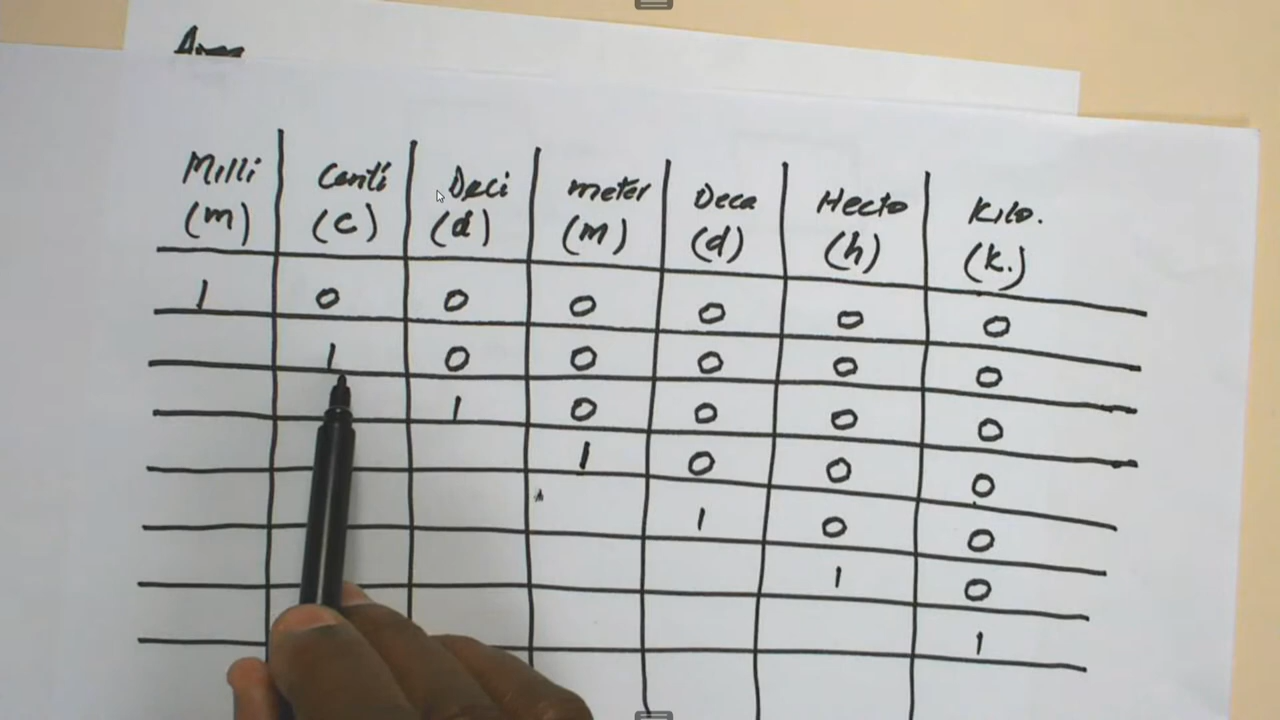 Milli Centi Deci meter Deca Hecto Kilo.
(m) (c) (d) (m) (d) (h) (k.)
1 0 0 0 0 0 0
1 0 0 0 0 0
1 0 0 0 0
1 0 0 0
1 0 0
1 0
1